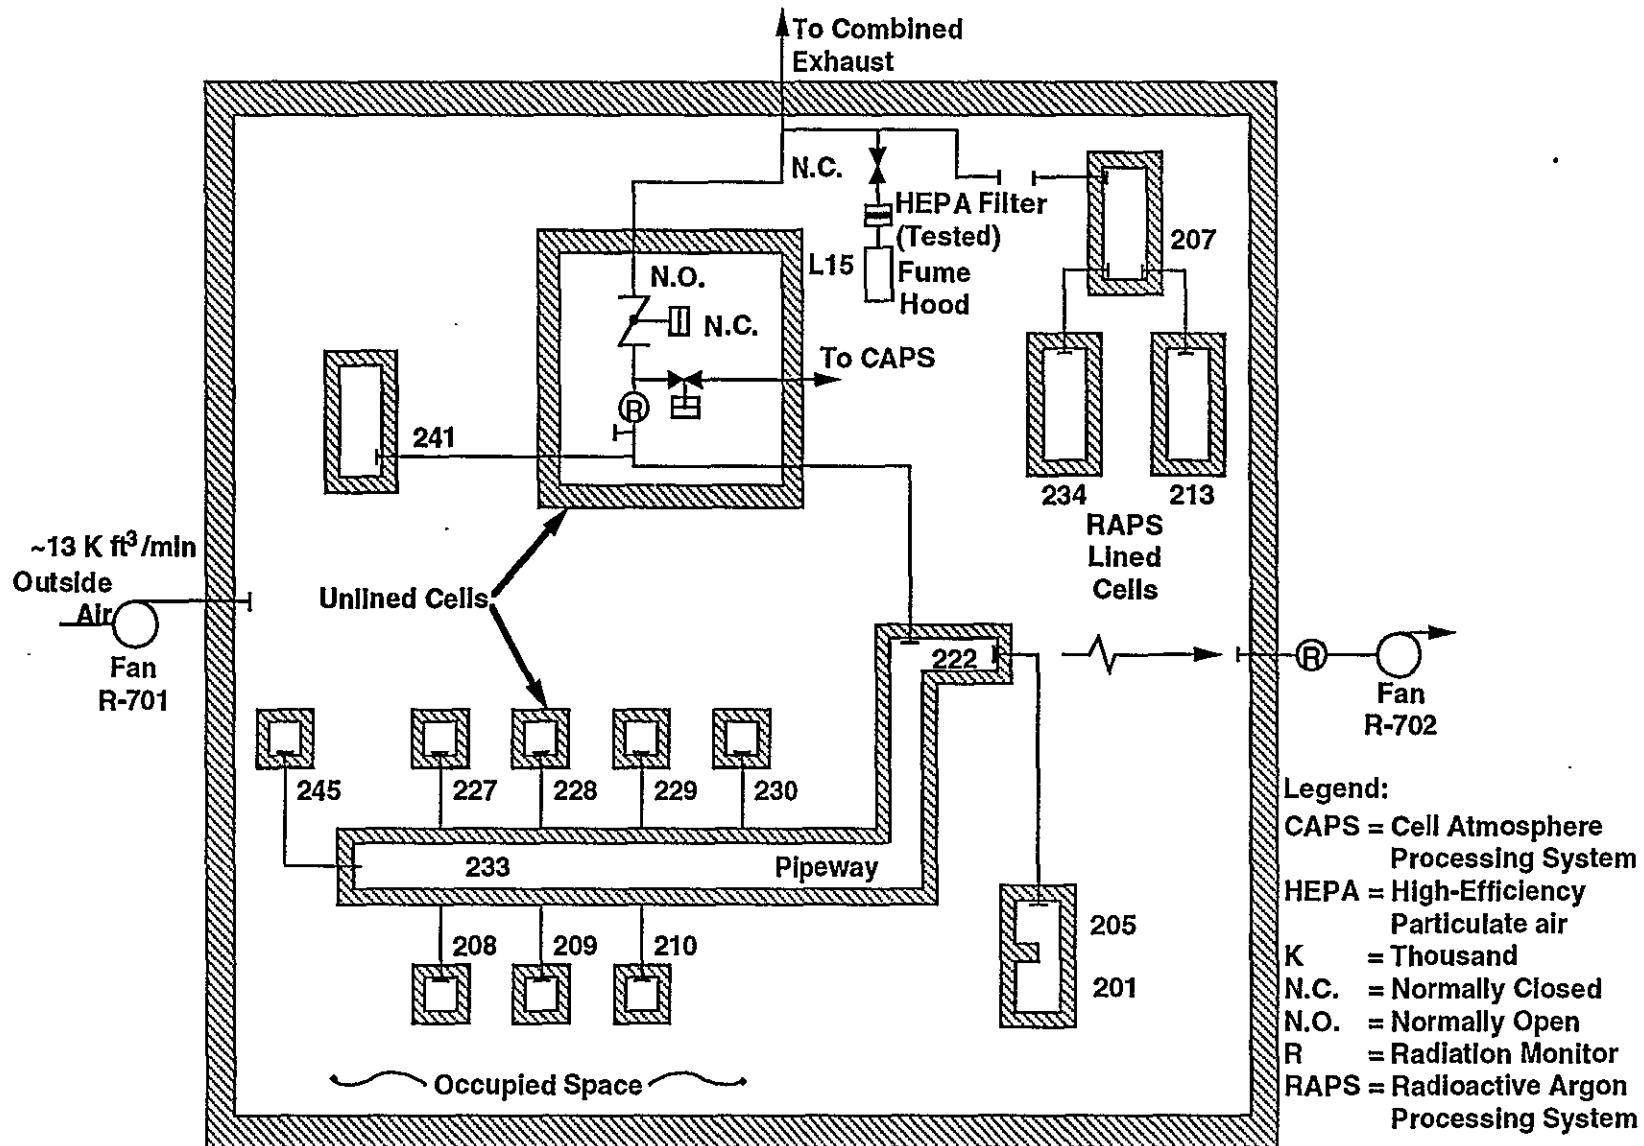 To Combined
Exhaust
N.C.
HEPA Filter
(Tested)
L15
Fume
Hood
207
N.O.
N.C.
To CAPS
R
241
234
213
RAPS
Lined
Cells
~13 K ft³/min
Outside
Air
Fan
R-701
Unlined Cells
222
R
Fan
R-702
245
227
228
229
230
233
Pipeway
208
209
210
205
201
Occupied Space
Legend:
CAPS = Cell Atmosphere
Processing System
HEPA = High-Efficiency
Particulate air
K = Thousand
N.C. = Normally Closed
N.O. = Normally Open
R = Radiation Monitor
RAPS = Radioactive Argon
Processing System